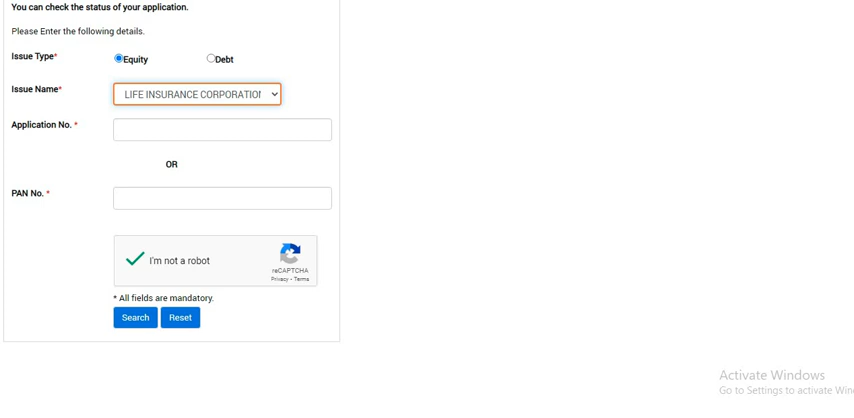 You can check the status of your application.
Please Enter the following details.
Issue Type*
Equity
Debt
Issue Name*
LIFE INSURANCE CORPORATION
Application No. *
OR
PAN No. *
I'm not a robot
reCAPTCHA
Privacy - Terms
* All fields are mandatory.
Search
Reset
Activate Windows
Go to Settings to activate Win